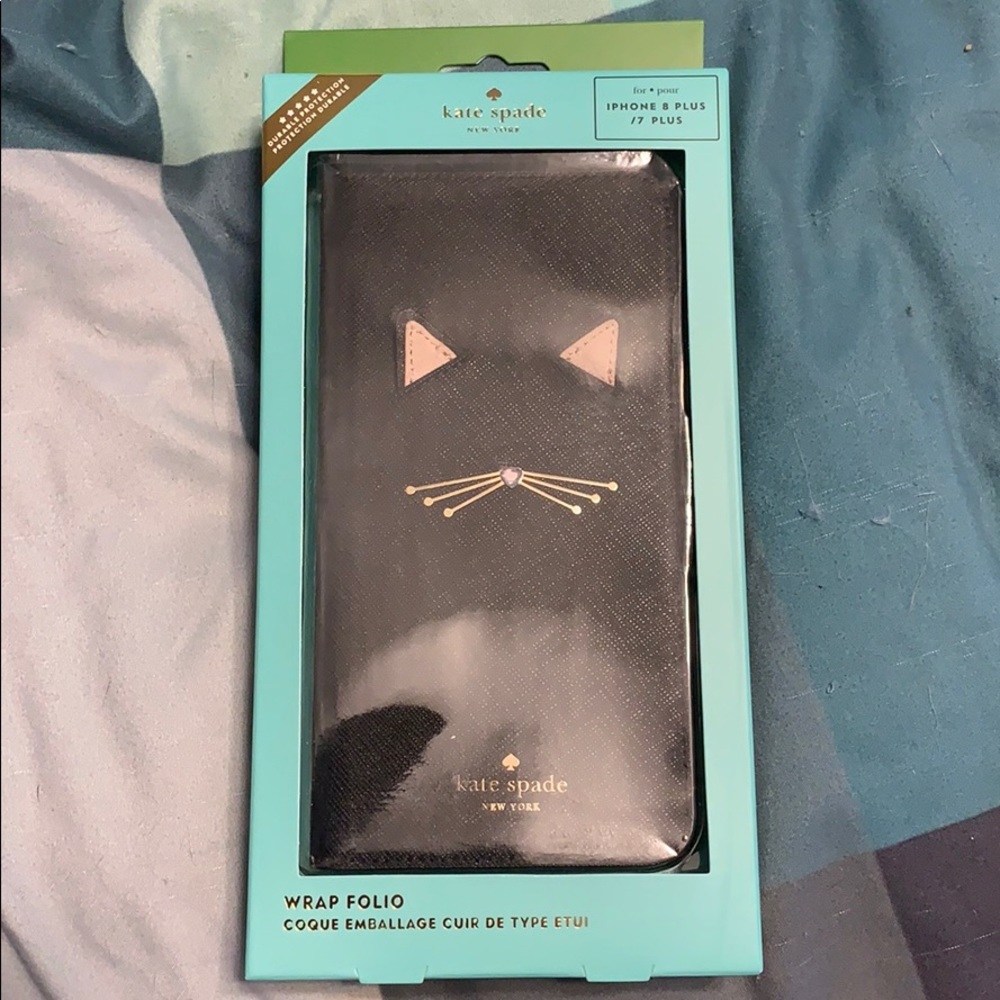 ★★★★★
DURABLE PROTECTION
PROTECTION DURABLE
kate spade
NEW YORK
for • pour
IPHONE 8 PLUS
/7 PLUS
kate spade
NEW YORK
WRAP FOLIO
COQUE EMBALLAGE CUIR DE TYPE ETUI